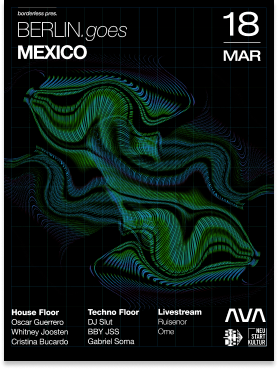 borderless pres.
BERLIN.goes
MEXICO
18
MAR
House Floor
Oscar Guerrero
Whitney Joosten
Cristina Bucardo
Techno Floor
DJ Slut
BBY JSS
Gabriel Soma
Livestream
Ruisenor
Ome
AVA
NEU
START
KULTUR